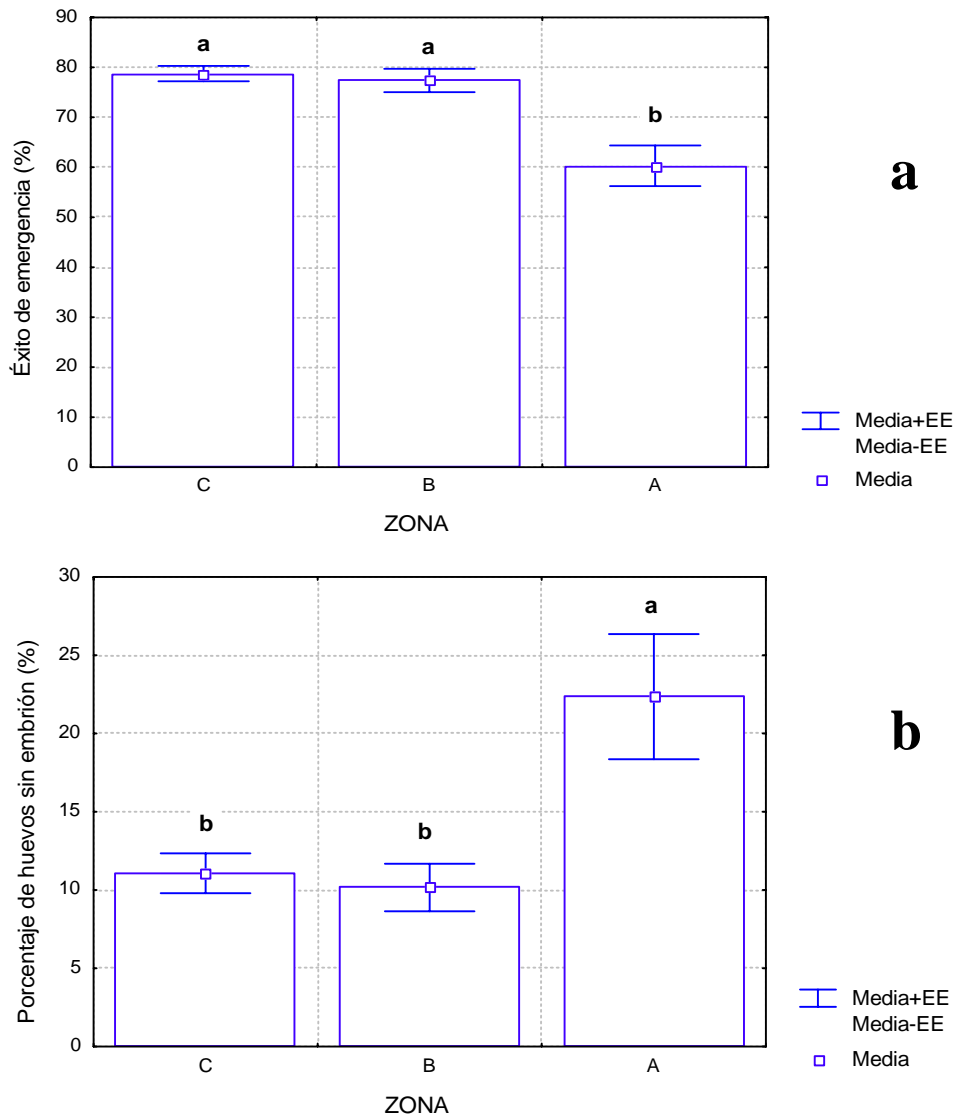 90
80
70
60
50
40
30
20
10
0
Éxito de emergencia (%)
a
a
b
C
B
A
ZONA
a
Media+EE
Media-EE
Media
30
25
20
15
10
5
0
Porcentaje de huevos sin embrión (%)
b
b
a
C
B
A
ZONA
b
Media+EE
Media-EE
Media